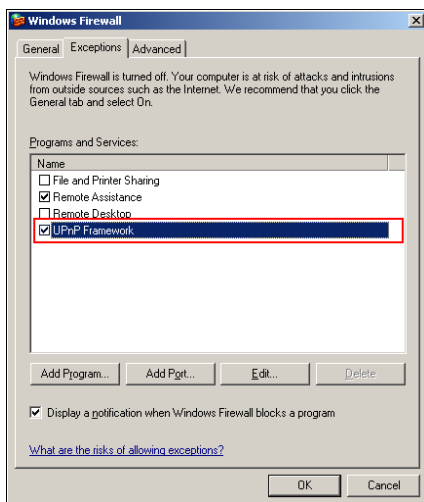 Windows Firewall
General Exceptions Advanced
Windows Firewall is turned off. Your computer is at risk of attacks and intrusions
from outside sources such as the Internet. We recommend that you click the
General tab and select On.
Programs and Services:
Name
File and Printer Sharing
Remote Assistance
Remote Desktop
UPnP Framework
Add Program... Add Port... Edit... Delete
Display a notification when Windows Firewall blocks a program
What are the risks of allowing exceptions?
OK Cancel